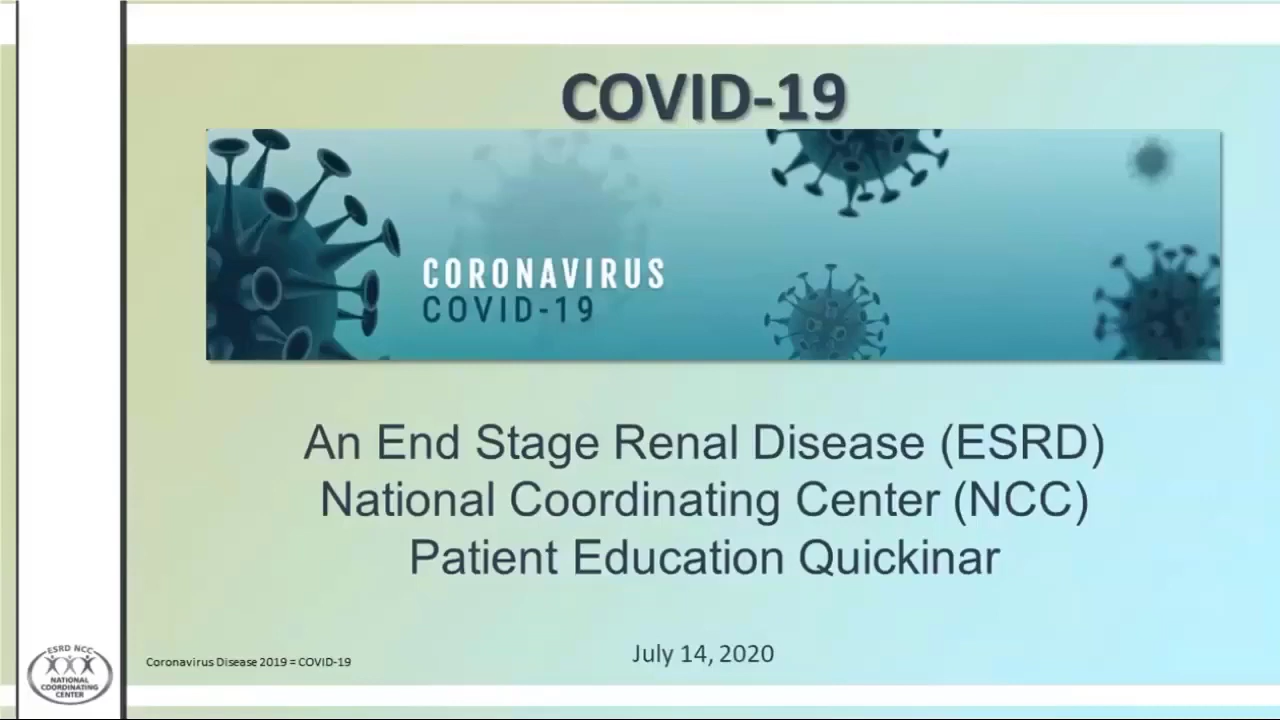 COVID-19
CORONAVIRUS
COVID-19
An End Stage Renal Disease (ESRD)
National Coordinating Center (NCC)
Patient Education Quickinar
July 14, 2020
Coronavirus Disease 2019 = COVID-19
ESRD NCC
NATIONAL
COORDINATING
CENTER